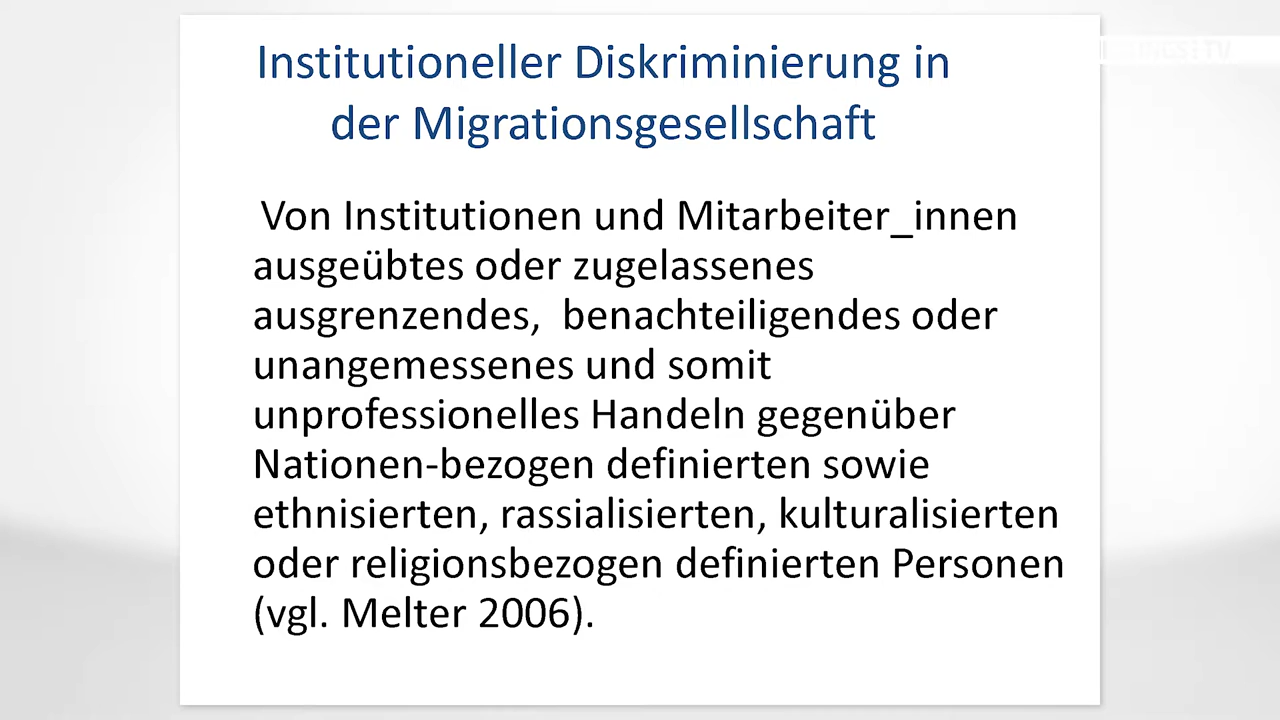 Institutioneller Diskriminierung in
der Migrationsgesellschaft
Von Institutionen und Mitarbeiter_innen
ausgeübtes oder zugelassenes
ausgrenzendes, benachteiligendes oder
unangemessenes und somit
unprofessionelles Handeln gegenüber
Nationen-bezogen definierten sowie
ethnisierten, rassialisierten, kulturalisierten
oder religionsbezogen definierten Personen
(vgl. Melter 2006).